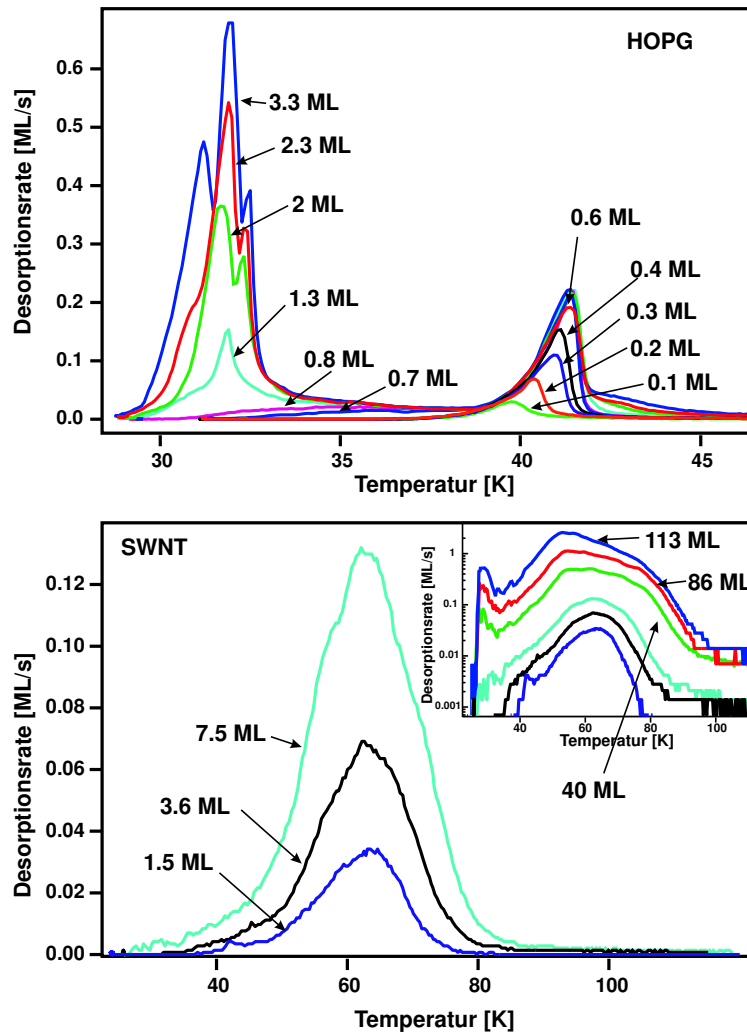 HOPG
Desorptionsrate [ML/s]
0.6
0.5
0.4
0.3
0.2
0.1
0.0
3.3 ML
2.3 ML
2 ML
1.3 ML
0.8 ML
0.7 ML
0.6 ML
0.4 ML
0.3 ML
0.2 ML
0.1 ML
30 35 40 45
Temperatur [K]
SWNT
Desorptionsrate [ML/s]
0.12
0.10
0.08
0.06
0.04
0.02
0.00
7.5 ML
3.6 ML
1.5 ML
40 60 80 100
Temperatur [K]
Desorptionsrate [ML/s]
1
0.1
0.01
0.001
113 ML
86 ML
40 ML
40 60 80 100
Temperatur [K]